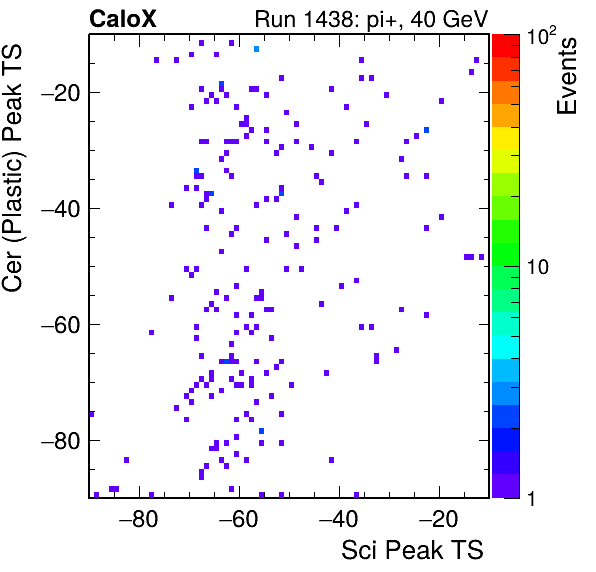 CaloX Run 1438: pi+, 40 GeV
Cer (Plastic) Peak TS
−20
−40
−60
−80
−80 −60 −40 −20
Sci Peak TS
10²
10
1
Events